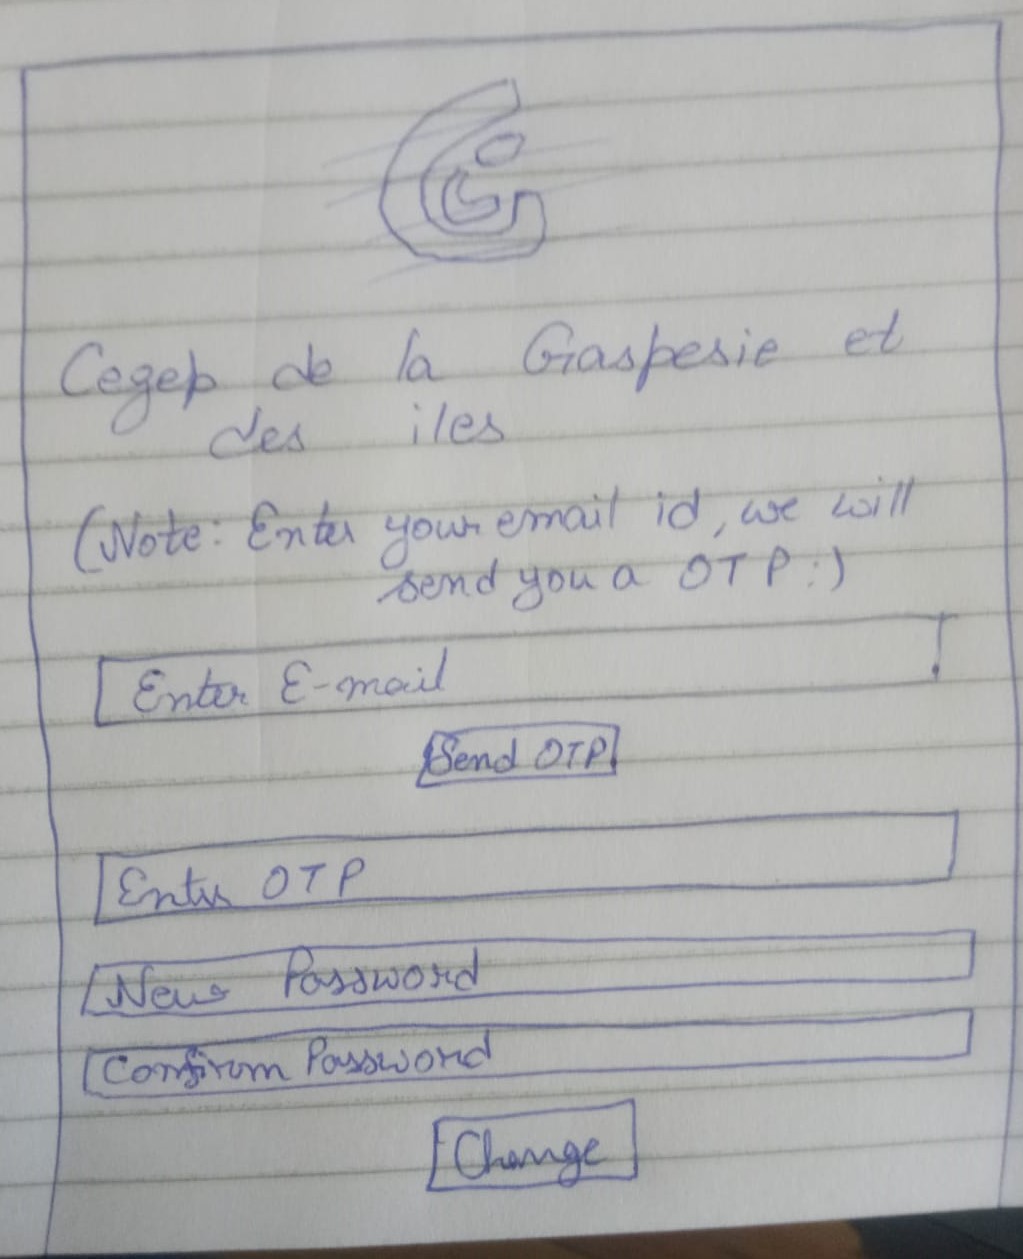 Cegep de la Gaspesie et
des iles
(Note: Enter your email id, we will
send you a OTP :)
Enter E-mail
Send OTP
Enter OTP
New Password
Confirm Password
Change